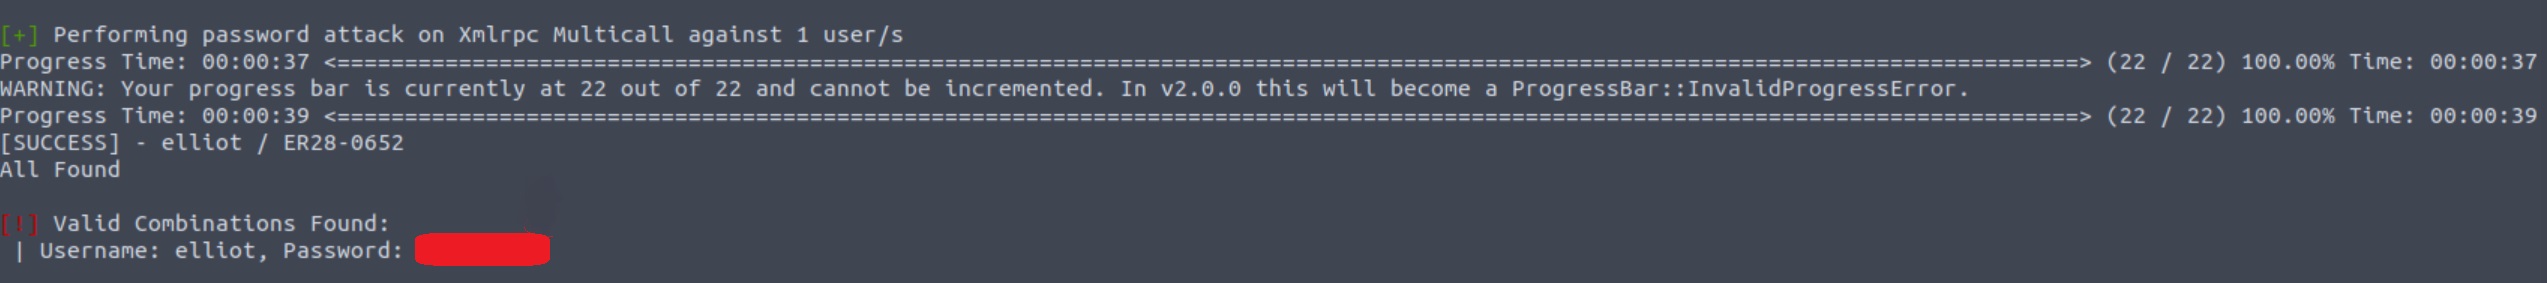 [+] Performing password attack on Xmlrpc Multicall against 1 user/s
Progress Time: 00:00:37 <=================================================================================================================================> (22 / 22) 100.00% Time: 00:00:37
WARNING: Your progress bar is currently at 22 out of 22 and cannot be incremented. In v2.0.0 this will become a ProgressBar::InvalidProgressError.
Progress Time: 00:00:39 <=================================================================================================================================> (22 / 22) 100.00% Time: 00:00:39
[SUCCESS] - elliot / ER28-0652
All Found
[!] Valid Combinations Found:
| Username: elliot, Password: